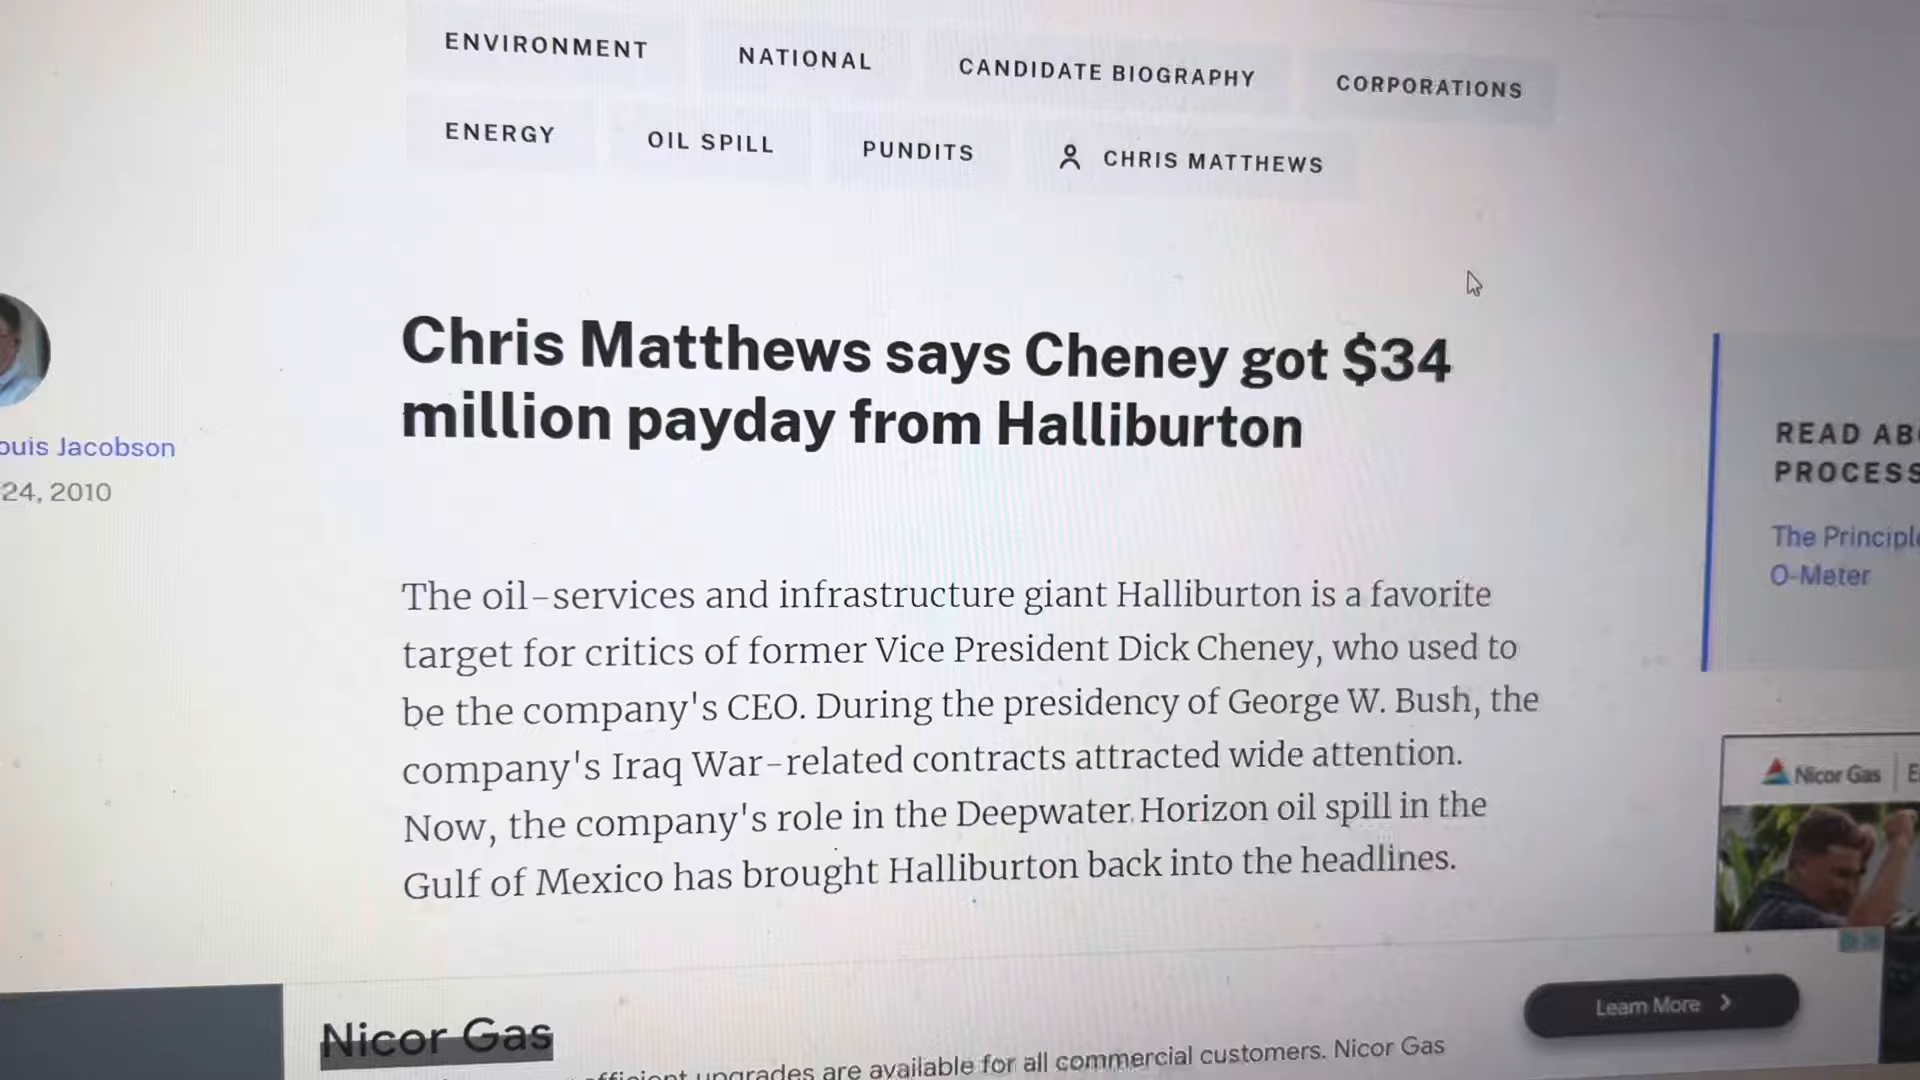 ENVIRONMENT NATIONAL CANDIDATE BIOGRAPHY CORPORATIONS
ENERGY OIL SPILL PUNDITS CHRIS MATTHEWS
Chris Matthews says Cheney got $34
million payday from Halliburton
ouis Jacobson
24, 2010
The oil-services and infrastructure giant Halliburton is a favorite
target for critics of former Vice President Dick Cheney, who used to
be the company's CEO. During the presidency of George W. Bush, the
company's Iraq War-related contracts attracted wide attention.
Now, the company's role in the Deepwater Horizon oil spill in the
Gulf of Mexico has brought Halliburton back into the headlines.
READ AB
PROCESS
The Principl
O-Meter
Nicor Gas E
Learn More
Nicor Gas
upgrades are available for all commercial customers. Nicor Gas